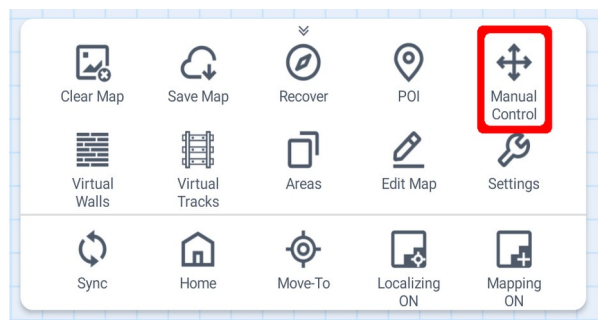 Clear Map
Save Map
Recover
POI
Manual
Control
Virtual
Walls
Virtual
Tracks
Areas
Edit Map
Settings
Sync
Home
Move-To
Localizing
ON
Mapping
ON